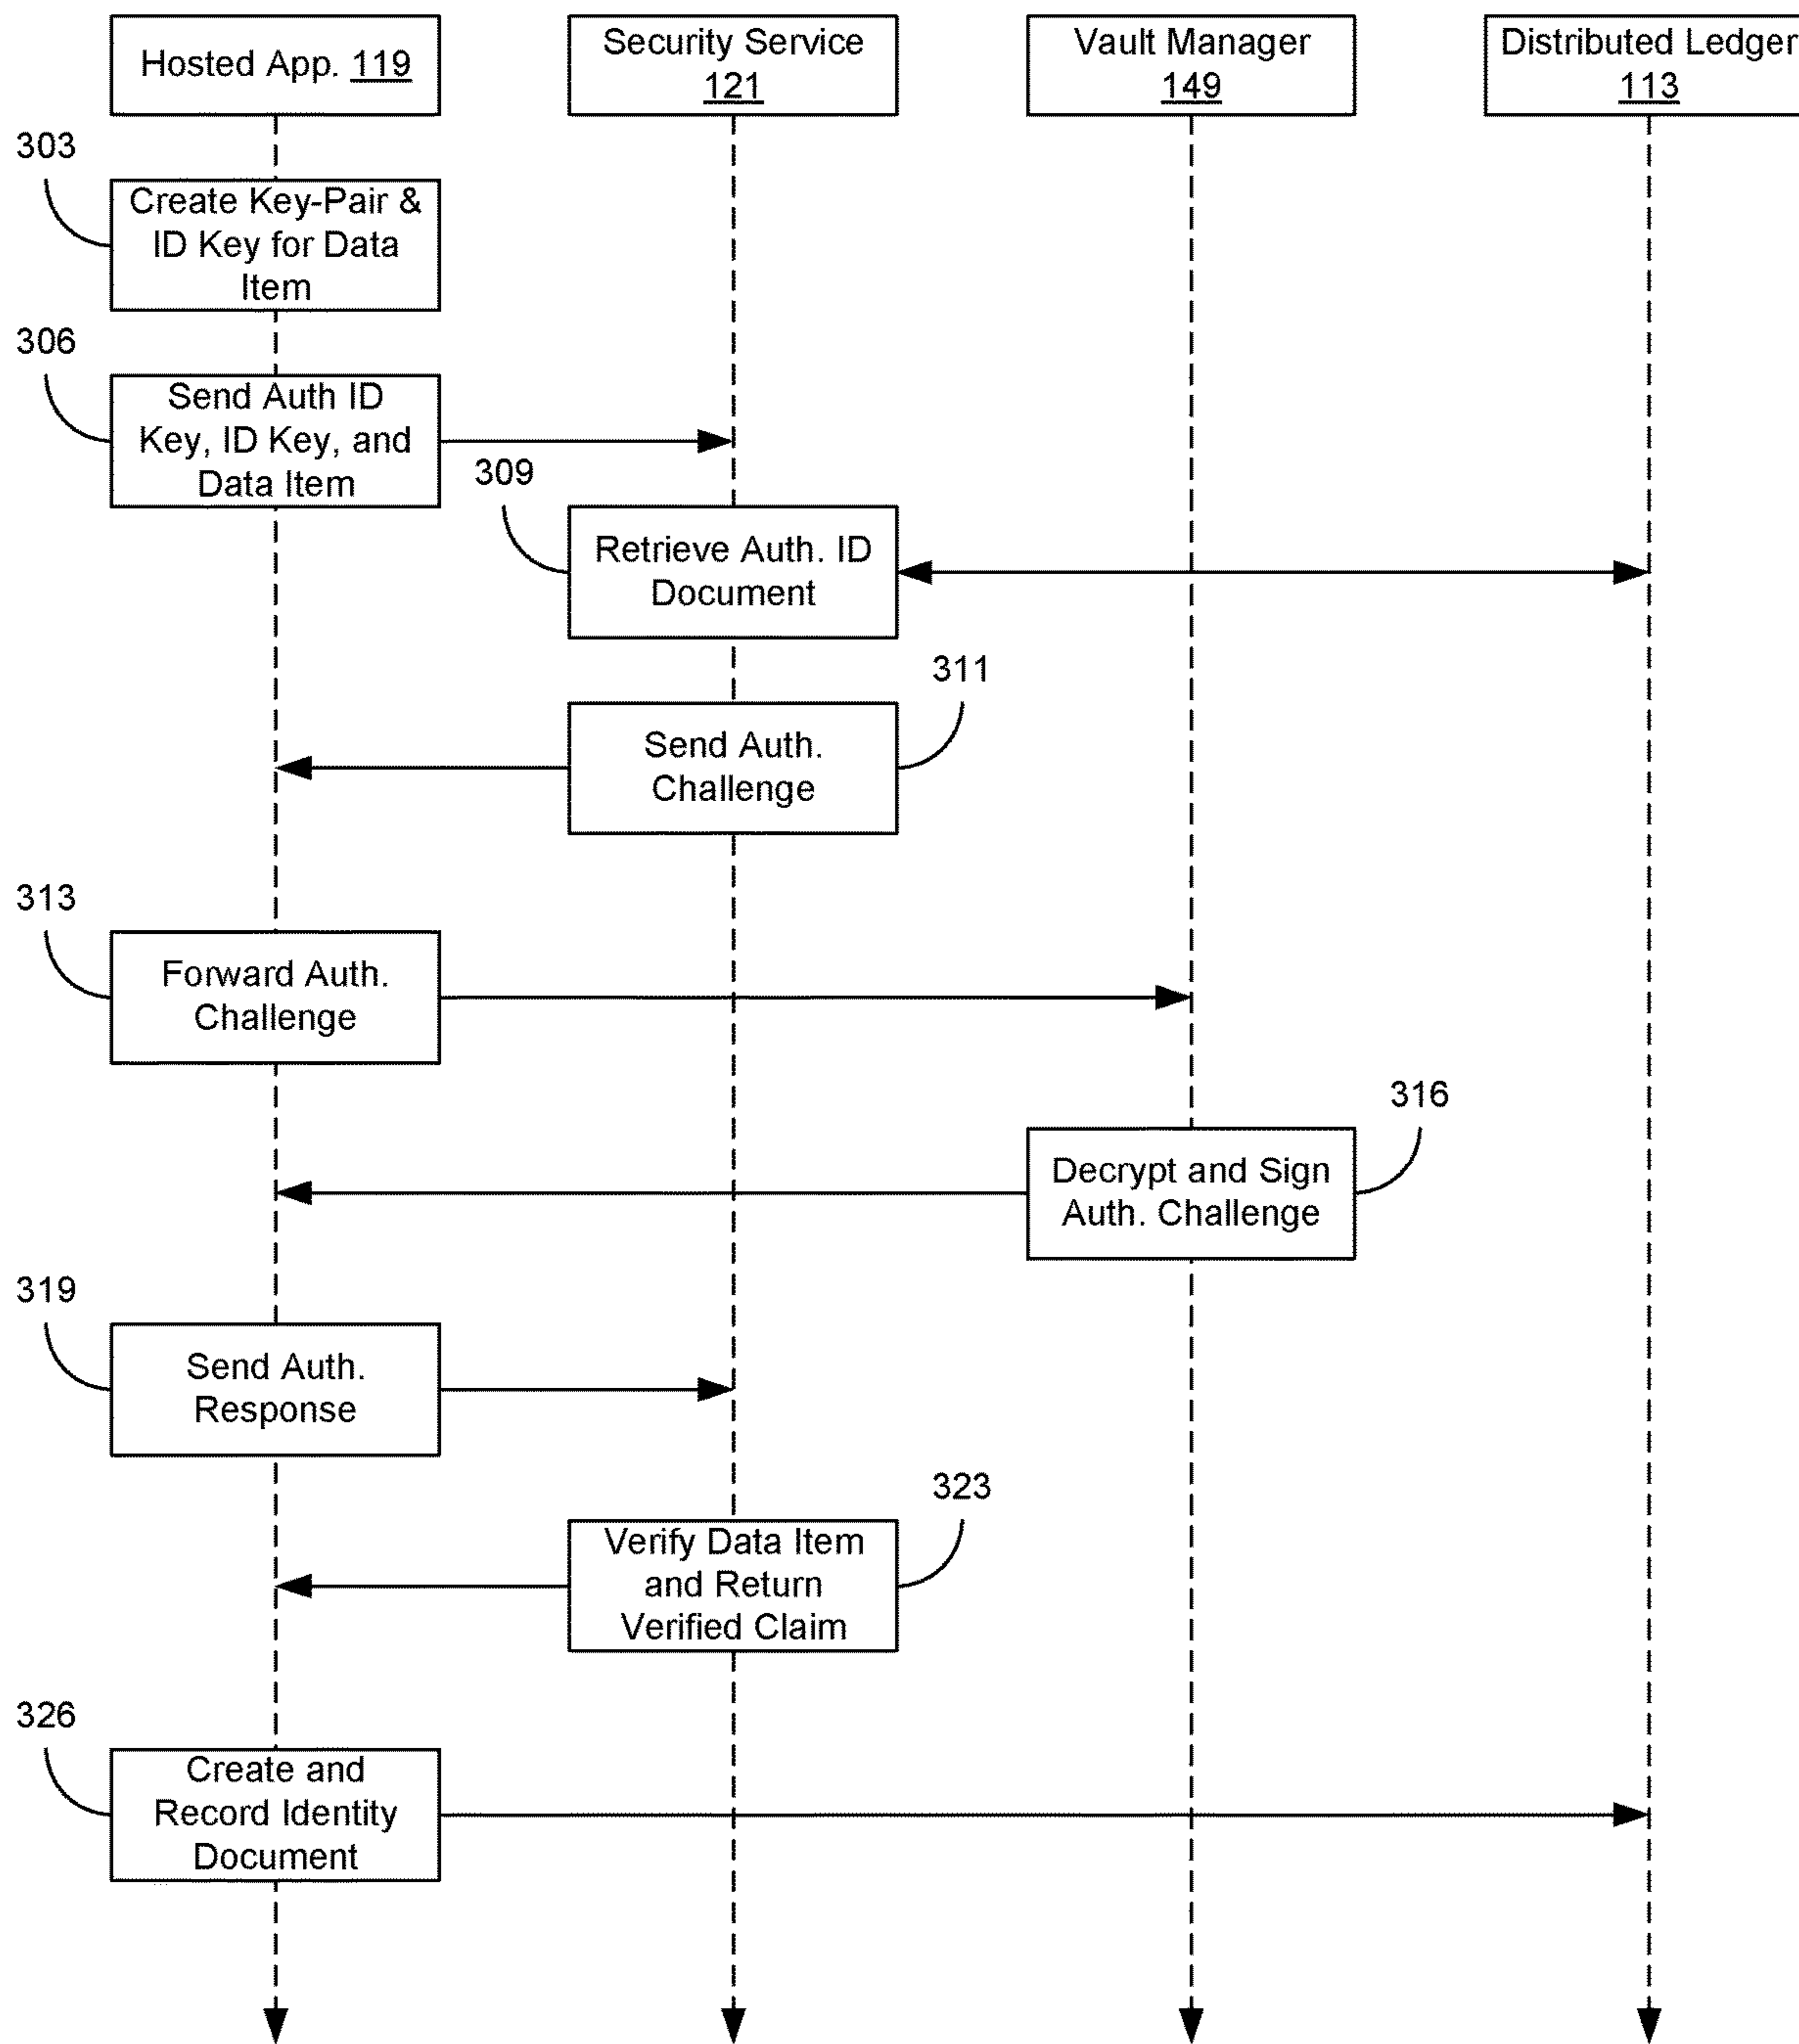 Hosted App. 119
Security Service
121
Vault Manager
149
Distributed Ledger
113
303
Create Key-Pair &
ID Key for Data
Item
306
Send Auth ID
Key, ID Key, and
Data Item
309
Retrieve Auth. ID
Document
311
Send Auth.
Challenge
313
Forward Auth.
Challenge
316
Decrypt and Sign
Auth. Challenge
319
Send Auth.
Response
323
Verify Data Item
and Return
Verified Claim
326
Create and
Record Identity
Document